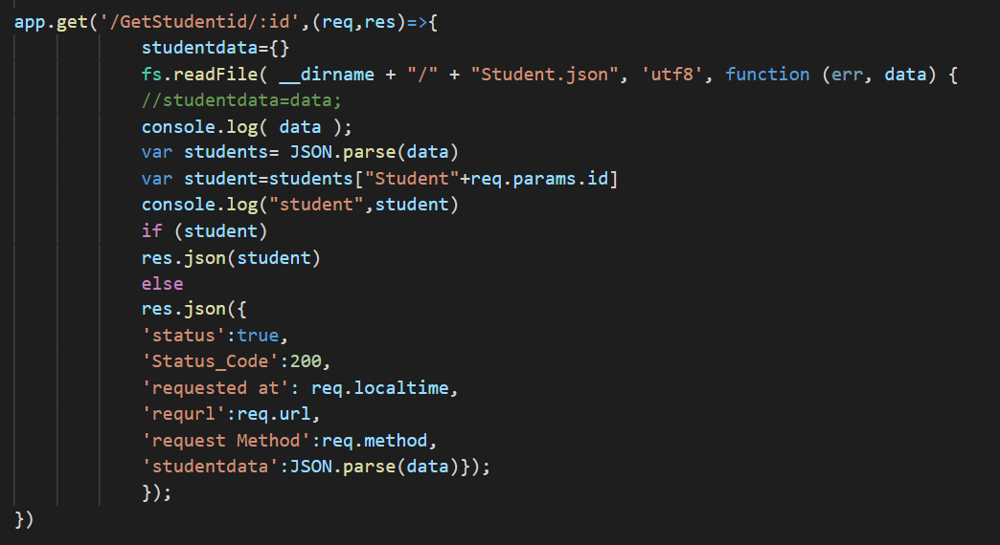 app.get('/GetStudentid/:id',(req,res)=>{
studentdata={}
fs.readFile( __dirname + "/" + "Student.json", 'utf8', function (err, data) {
//studentdata=data;
console.log( data );
var students= JSON.parse(data)
var student=students["Student"+req.params.id]
console.log("student",student)
if (student)
res.json(student)
else
res.json({
'status':true,
'Status_Code':200,
'requested at': req.localtime,
'requrl':req.url,
'request Method':req.method,
'studentdata':JSON.parse(data)});
});
})